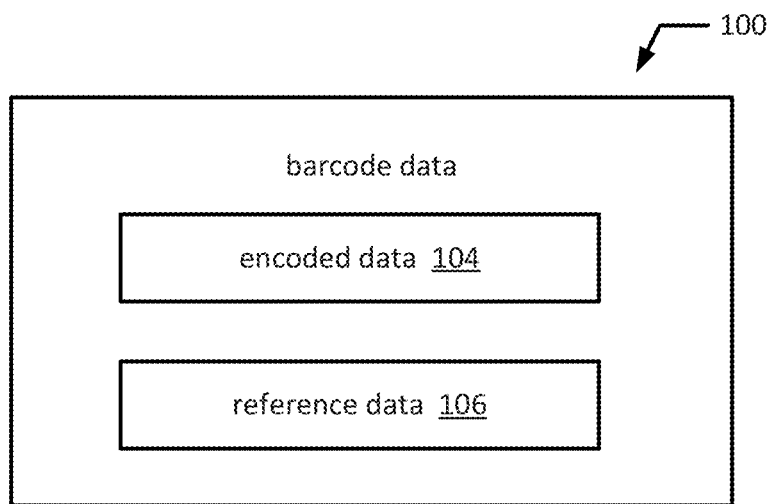 100
barcode data
encoded data 104
reference data 106